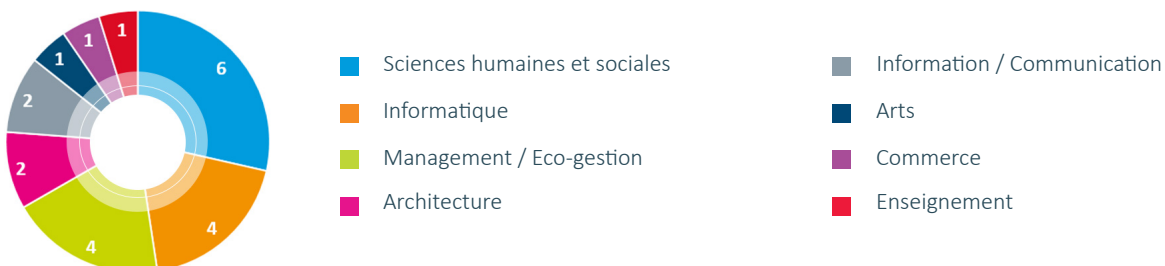 6
4
4
2
2
1
1
1
Sciences humaines et sociales
Informatique
Management / Eco-gestion
Architecture
Information / Communication
Arts
Commerce
Enseignement